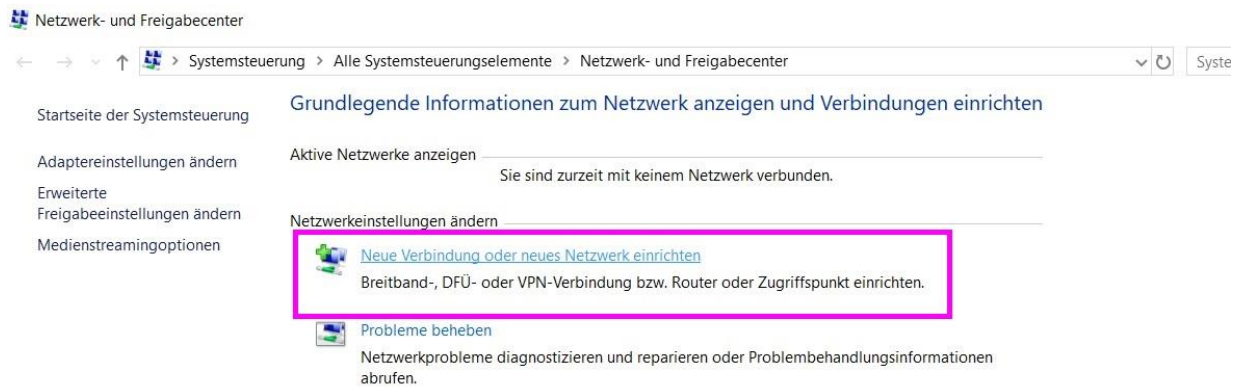 Netzwerk- und Freigabecenter
Systemsteuerung > Alle Systemsteuerungselemente > Netzwerk- und Freigabecenter
Syste
Startseite der Systemsteuerung
Adaptereinstellungen ändern
Erweiterte
Freigabeeinstellungen ändern
Medienstreamingoptionen
Grundlegende Informationen zum Netzwerk anzeigen und Verbindungen einrichten
Aktive Netzwerke anzeigen
Sie sind zurzeit mit keinem Netzwerk verbunden.
Netzwerkeinstellungen ändern
Neue Verbindung oder neues Netzwerk einrichten
Breitband-, DFÜ- oder VPN-Verbindung bzw. Router oder Zugriffspunkt einrichten.
Probleme beheben
Netzwerkprobleme diagnostizieren und reparieren oder Problembehandlungsinformationen
abrufen.